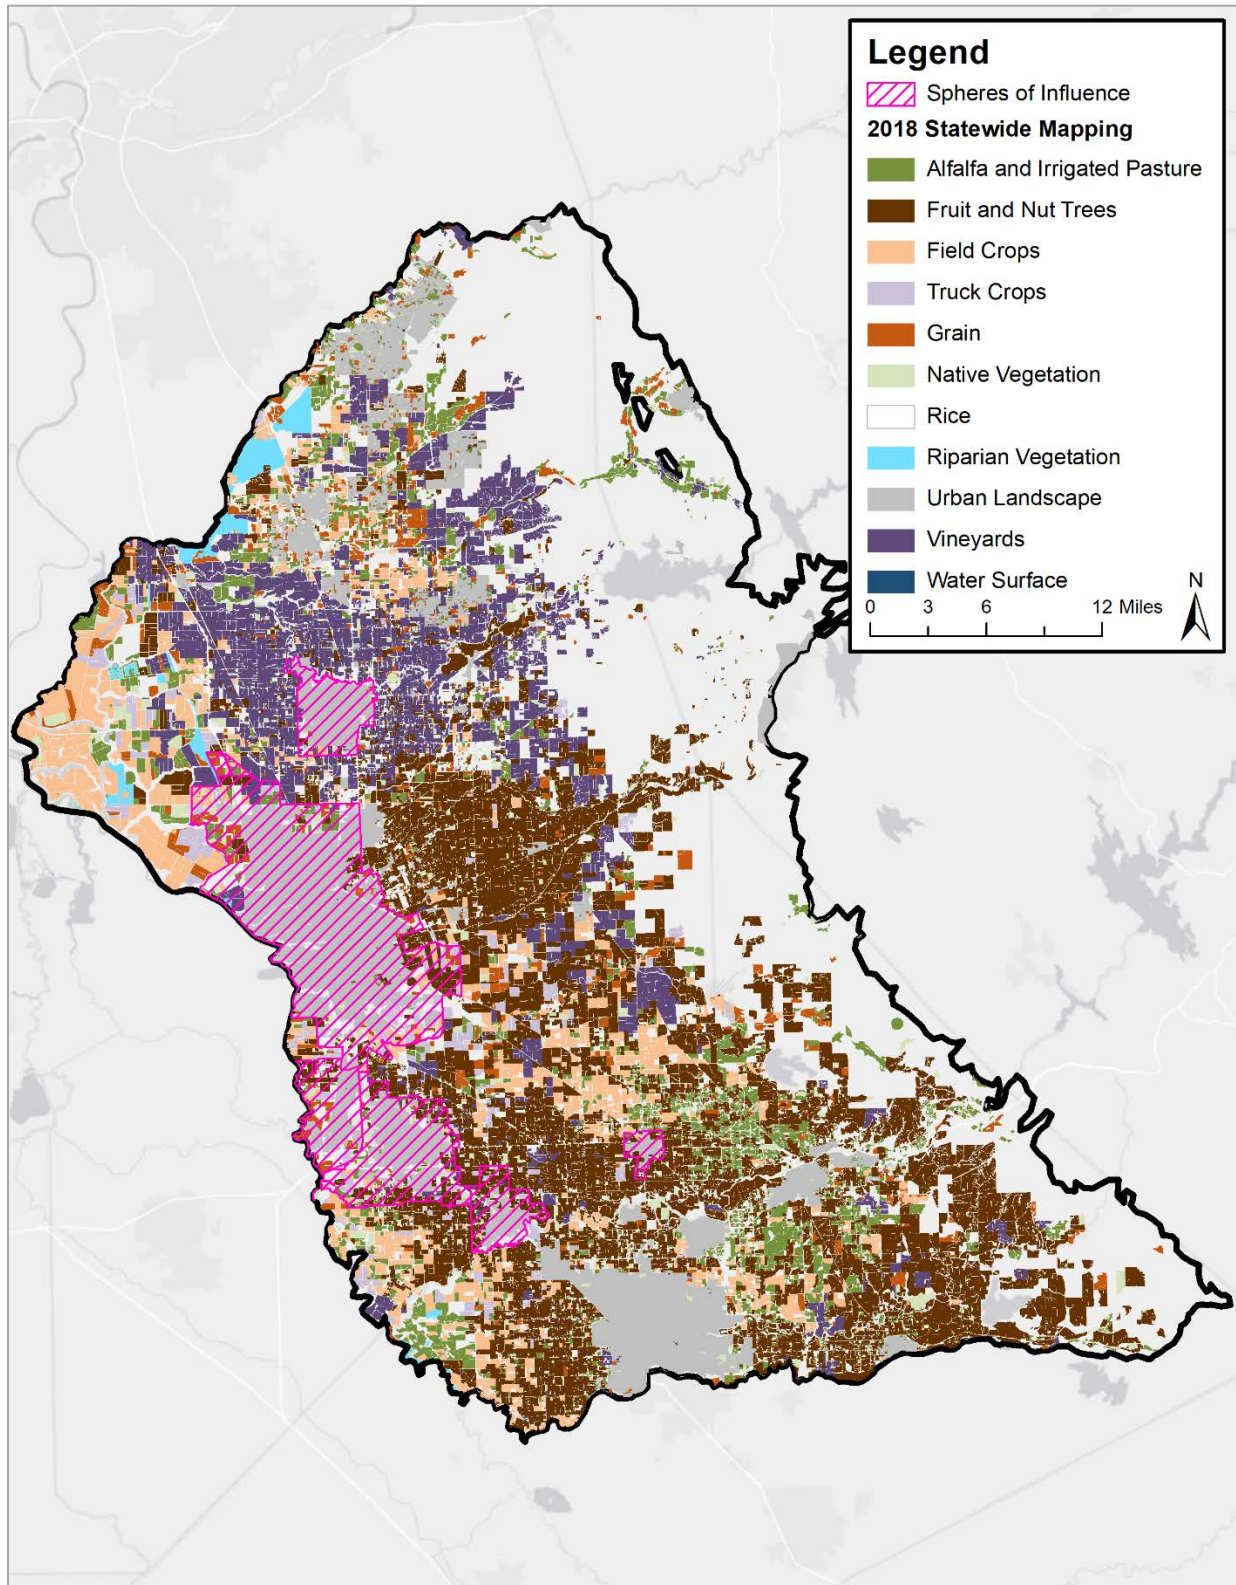 Legend
Spheres of Influence
2018 Statewide Mapping
Alfalfa and Irrigated Pasture
Fruit and Nut Trees
Field Crops
Truck Crops
Grain
Native Vegetation
Rice
Riparian Vegetation
Urban Landscape
Vineyards
Water Surface
N
0 3 6 12 Miles